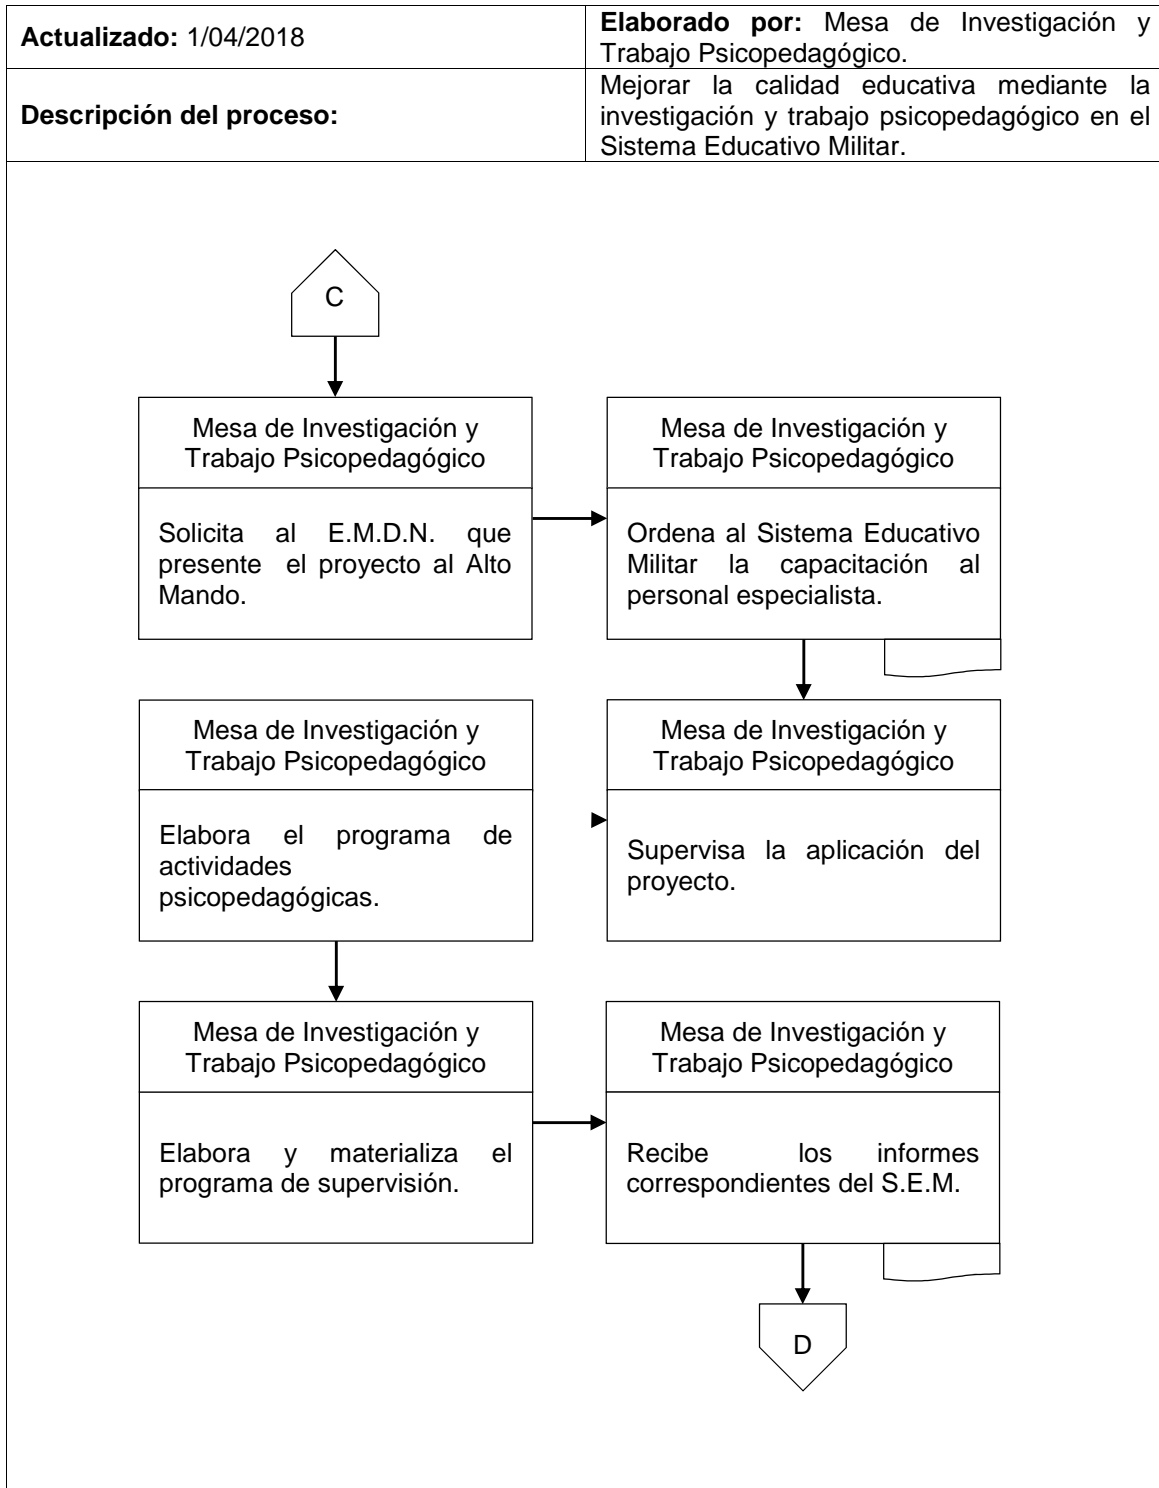 Actualizado: 1/04/2018
Elaborado por: Mesa de Investigación y
Trabajo Psicopedagógico.
Descripción del proceso:
Mejorar la calidad educativa mediante la
investigación y trabajo psicopedagógico en el
Sistema Educativo Militar.
C
Mesa de Investigación y
Trabajo Psicopedagógico
Solicita al E.M.D.N. que
presente el proyecto al Alto
Mando.
Mesa de Investigación y
Trabajo Psicopedagógico
Ordena al Sistema Educativo
Militar la capacitación al
personal especialista.
Mesa de Investigación y
Trabajo Psicopedagógico
Elabora el programa de
actividades
psicopedagógicas.
Mesa de Investigación y
Trabajo Psicopedagógico
Supervisa la aplicación del
proyecto.
Mesa de Investigación y
Trabajo Psicopedagógico
Elabora y materializa el
programa de supervisión.
Mesa de Investigación y
Trabajo Psicopedagógico
Recibe los informes
correspondientes del S.E.M.
D